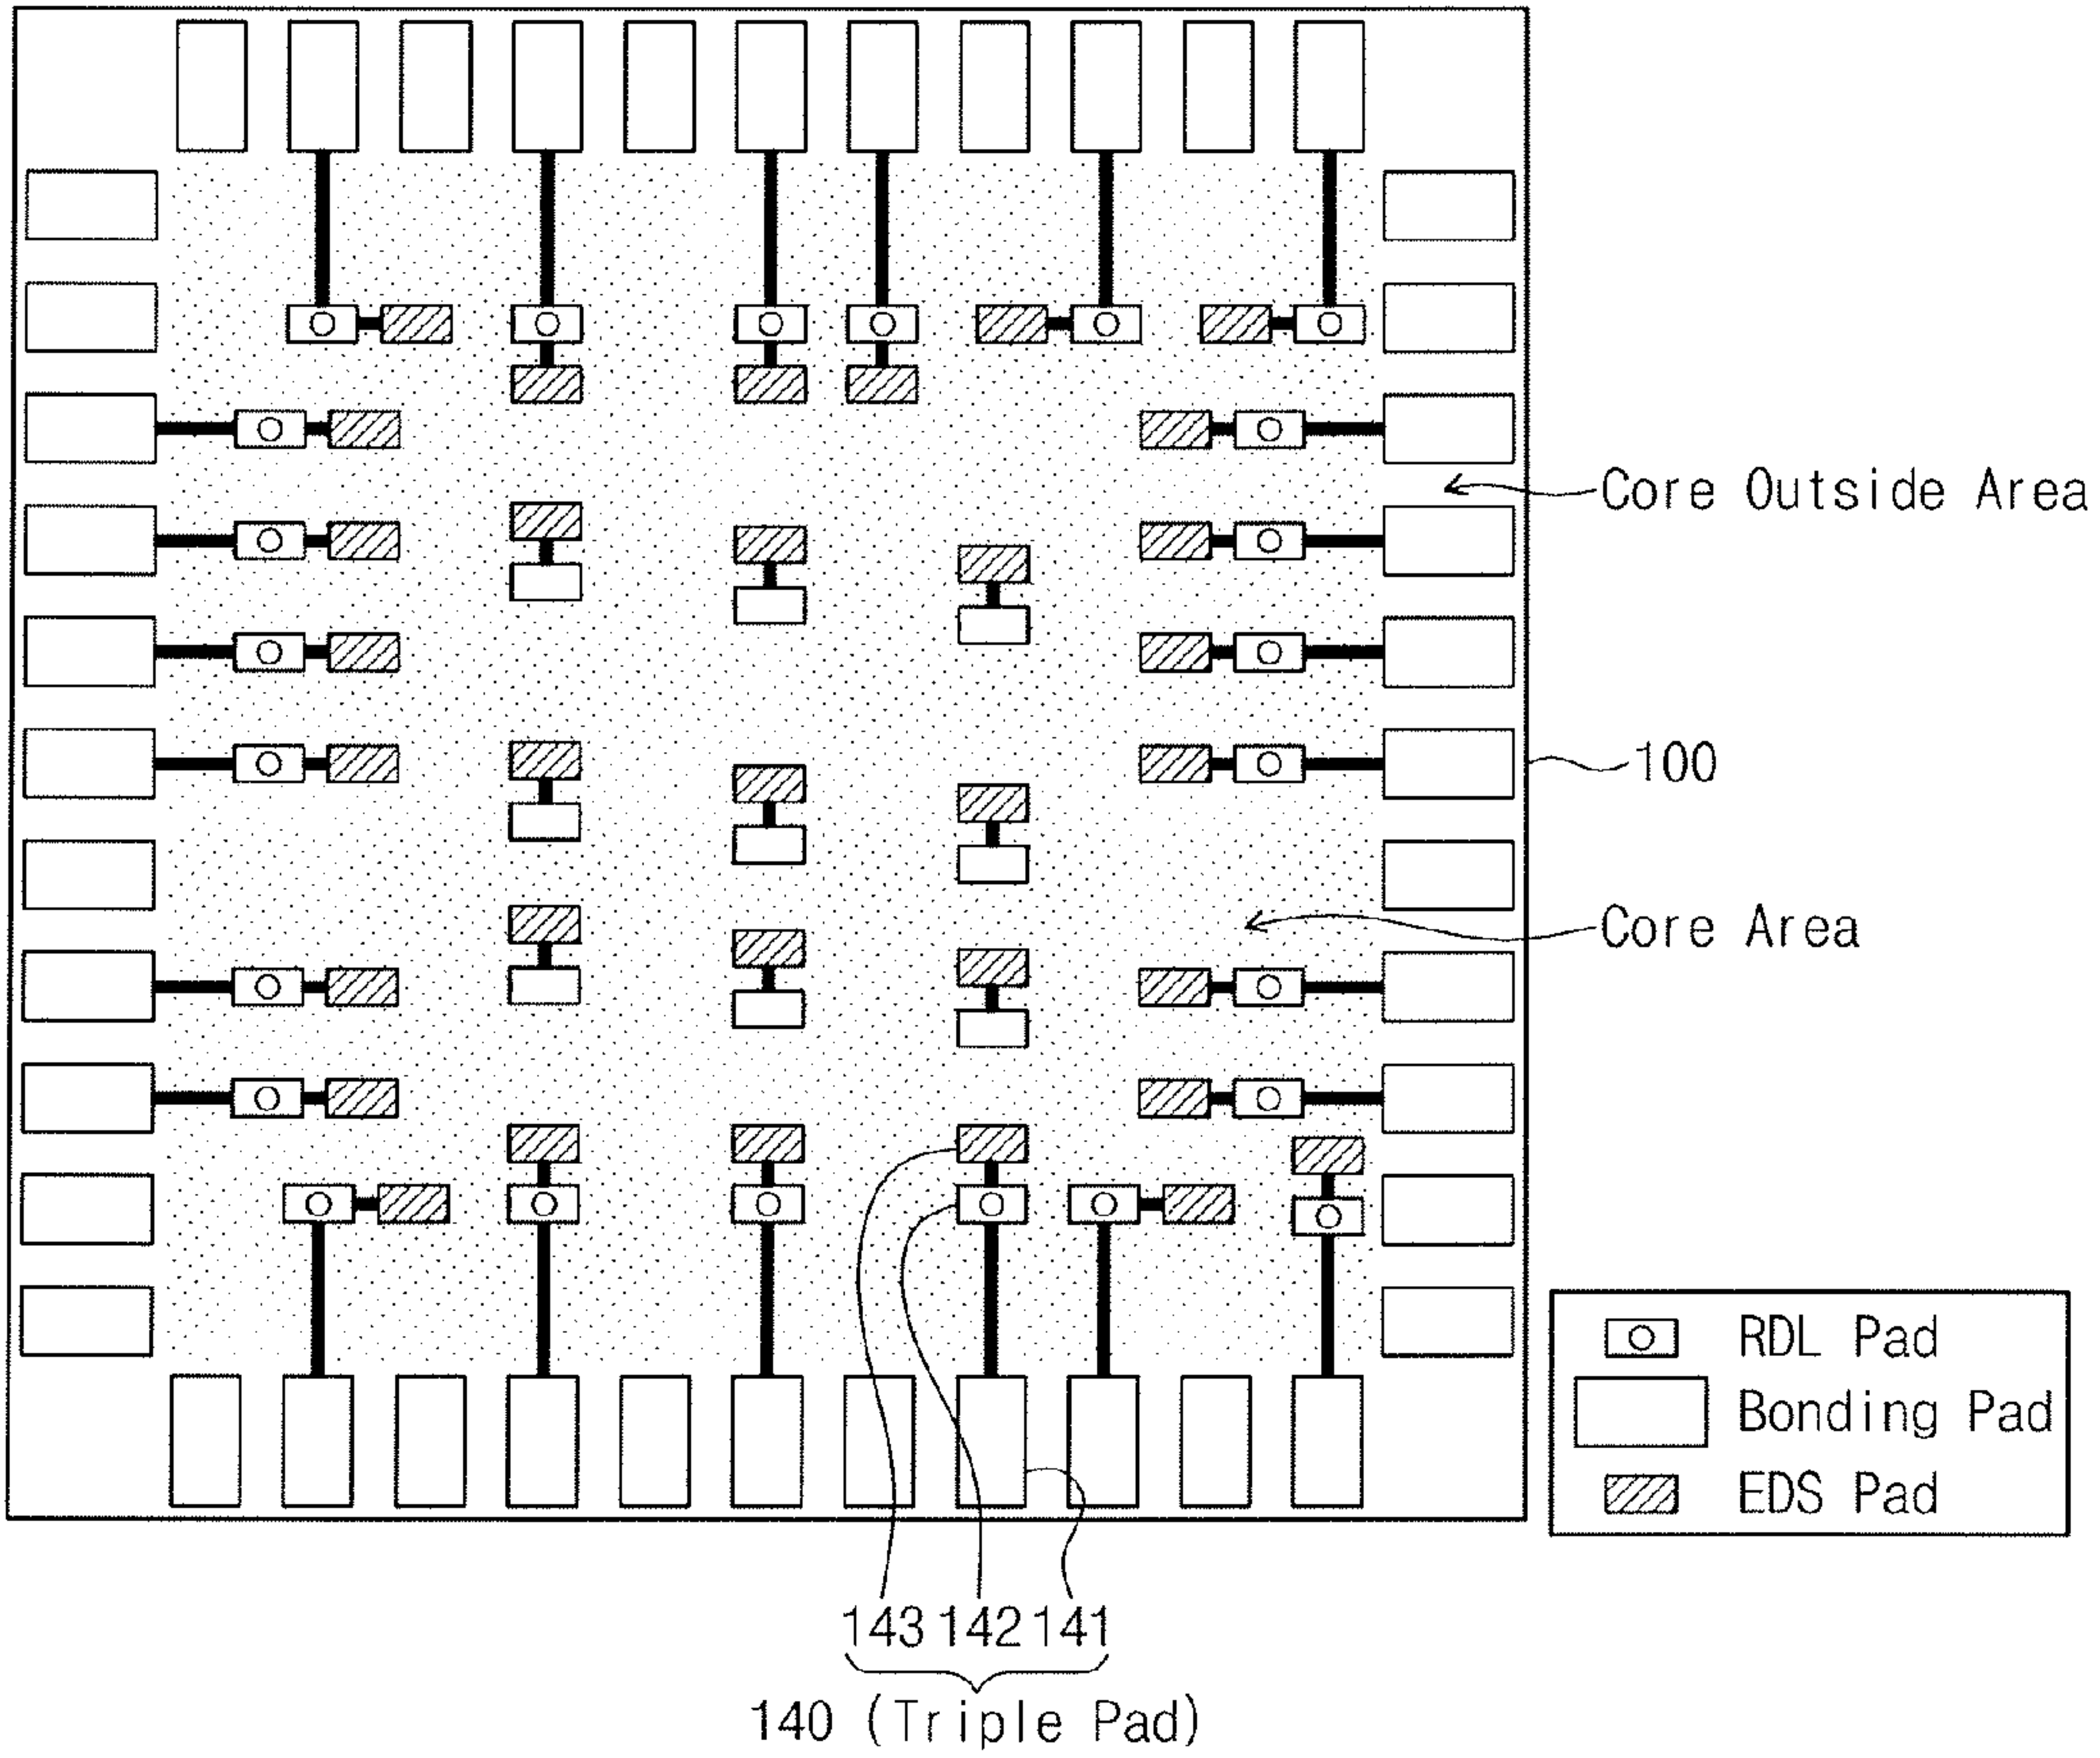 Core Outside Area
100
Core Area
RDL Pad
Bonding Pad
EDS Pad
143 142 141
140 (Triple Pad)